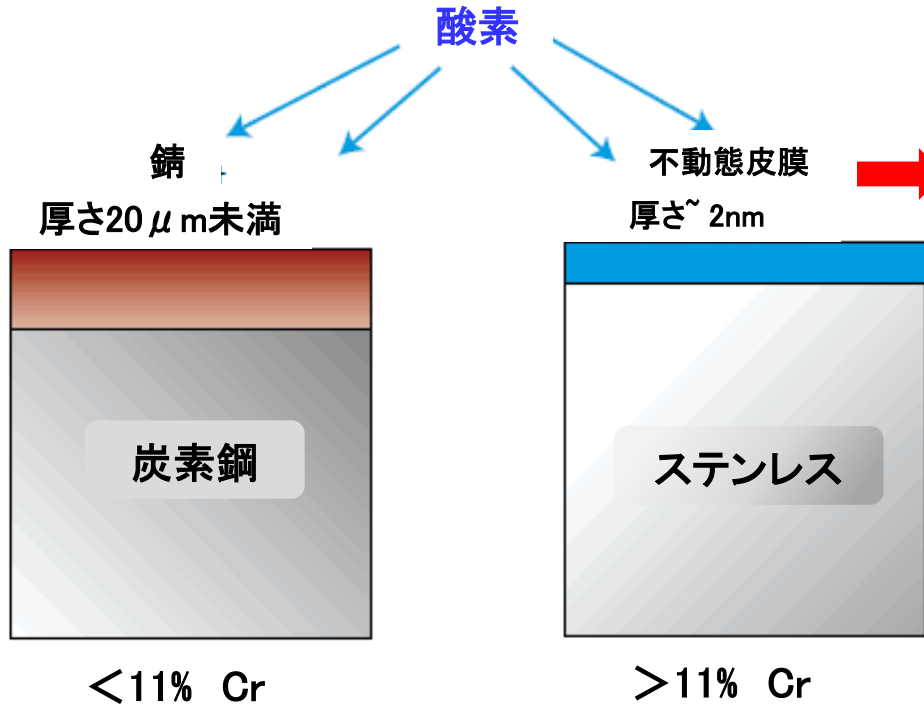 酸素
錆
厚さ20μm未満
不動態皮膜
厚さ~ 2nm
炭素鋼
ステンレス
<11% Cr
>11% Cr